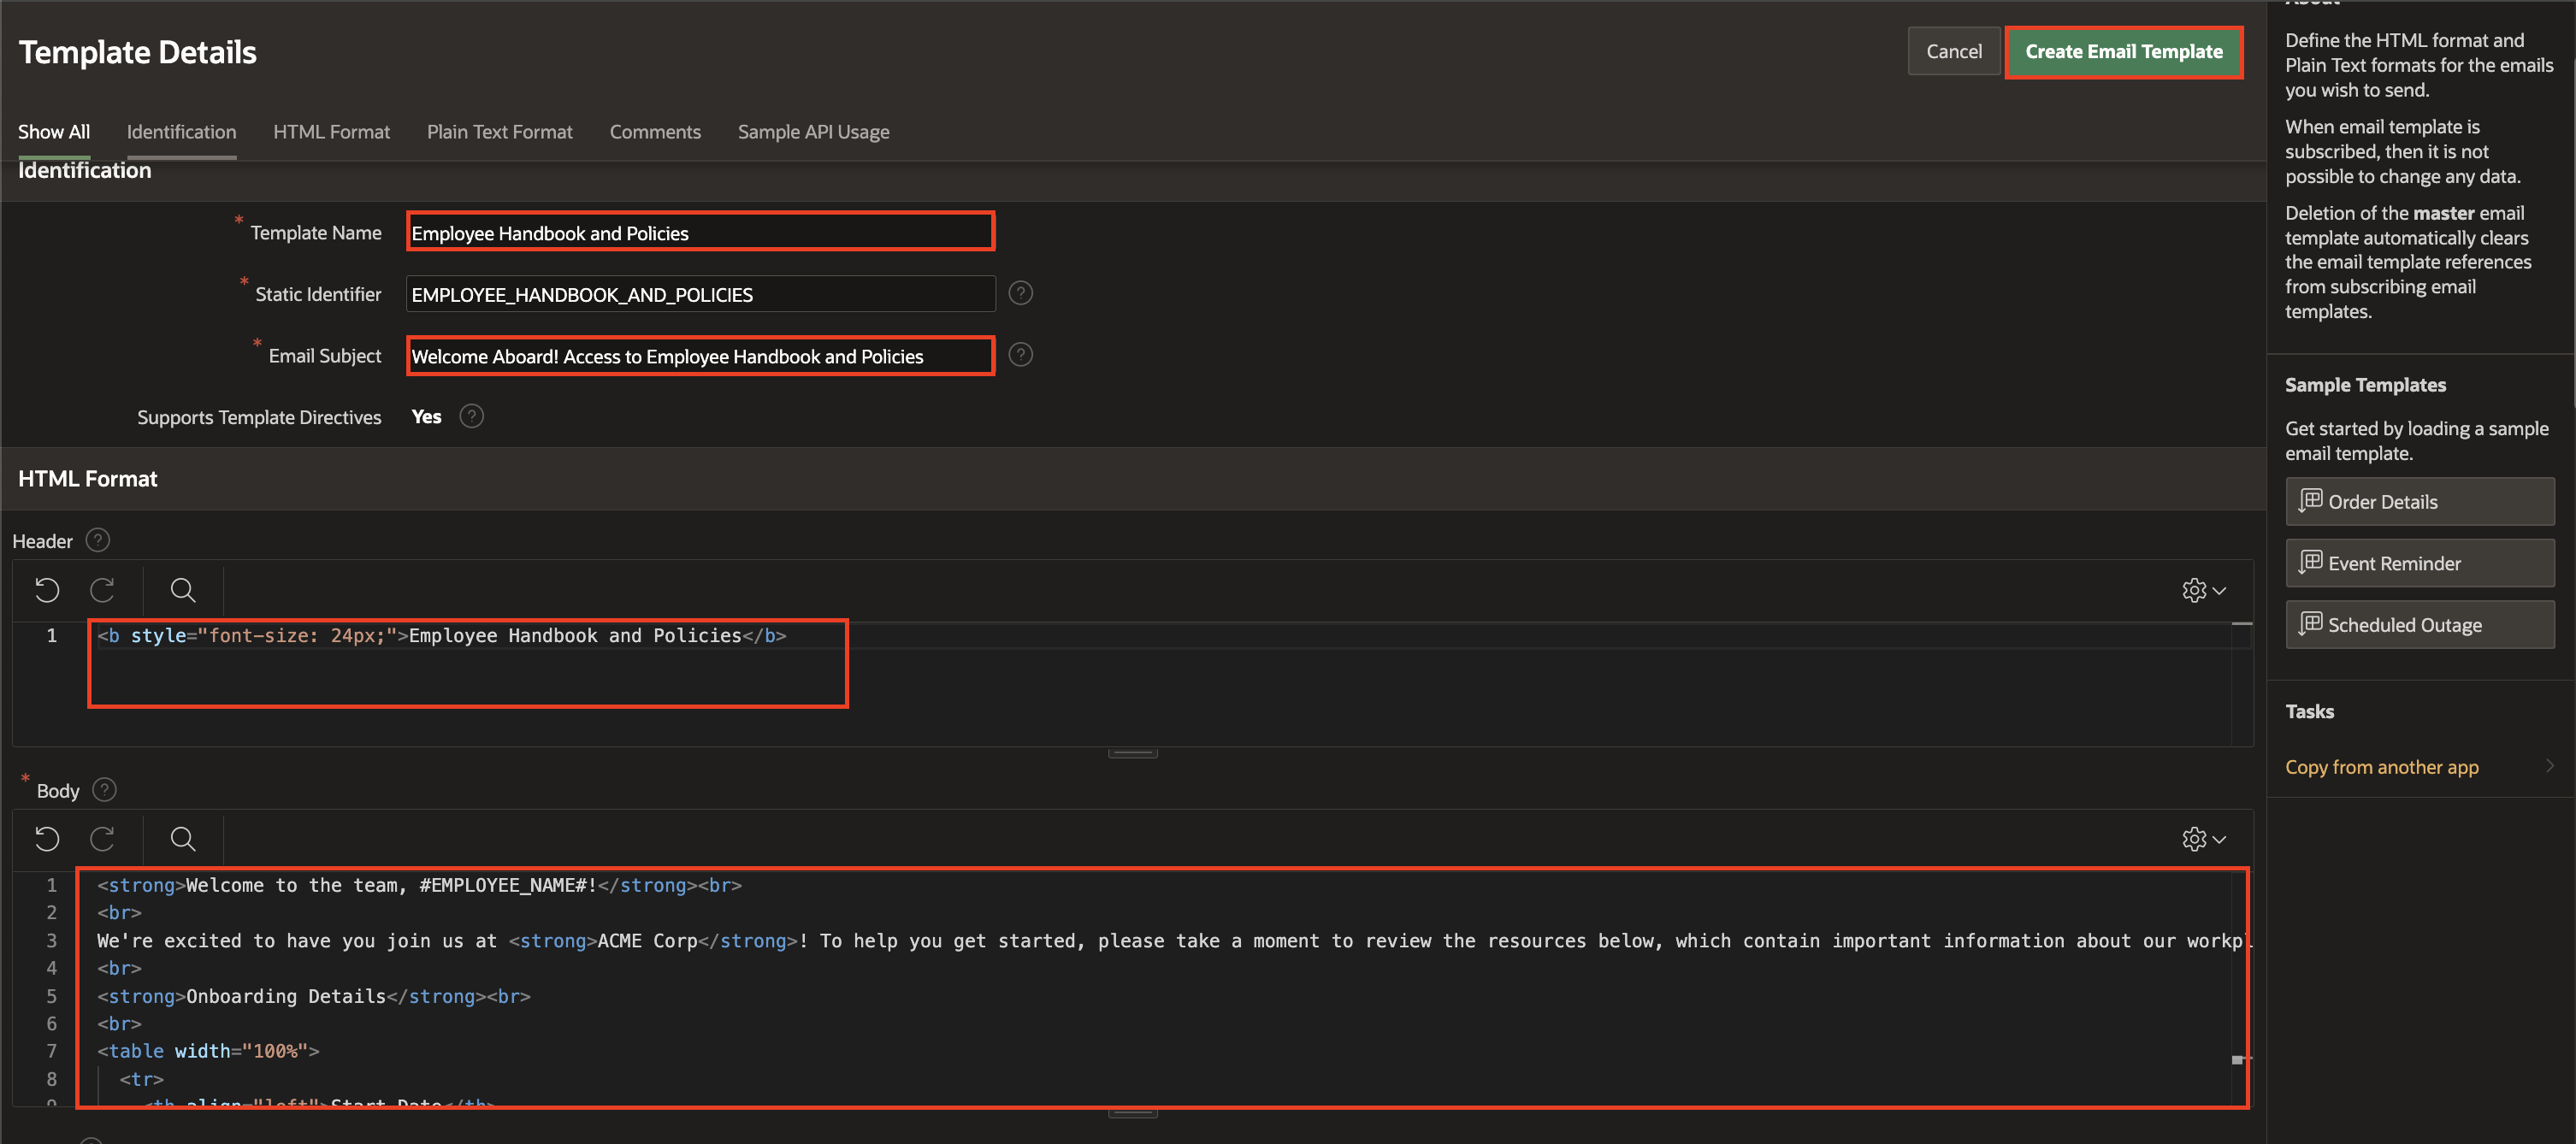 Template Details
Cancel
Create Email Template
Show All
Identification
HTML Format
Plain Text Format
Comments
Sample API Usage
Identification
* Template Name
Employee Handbook and Policies
* Static Identifier
EMPLOYEE_HANDBOOK_AND_POLICIES
?
* Email Subject
Welcome Aboard! Access to Employee Handbook and Policies
?
Supports Template Directives
Yes
?
HTML Format
Header ?
1 <b style="font-size: 24px;">Employee Handbook and Policies</b>
* Body ?
1 <strong>Welcome to the team, #EMPLOYEE_NAME#!</strong><br>
2 <br>
3 We're excited to have you join us at <strong>ACME Corp</strong>! To help you get started, please take a moment to review the resources below, which contain important information about our workpl
4 <br>
5 <strong>Onboarding Details</strong><br>
6 <br>
7 <table width="100%">
8 <tr>
9 <th align="left">Start Date</th>
About
Define the HTML format and
Plain Text formats for the emails
you wish to send.
When email template is
subscribed, then it is not
possible to change any data.
Deletion of the master email
template automatically clears
the email template references
from subscribing email
templates.
Sample Templates
Get started by loading a sample
email template.
Order Details
Event Reminder
Scheduled Outage
Tasks
Copy from another app